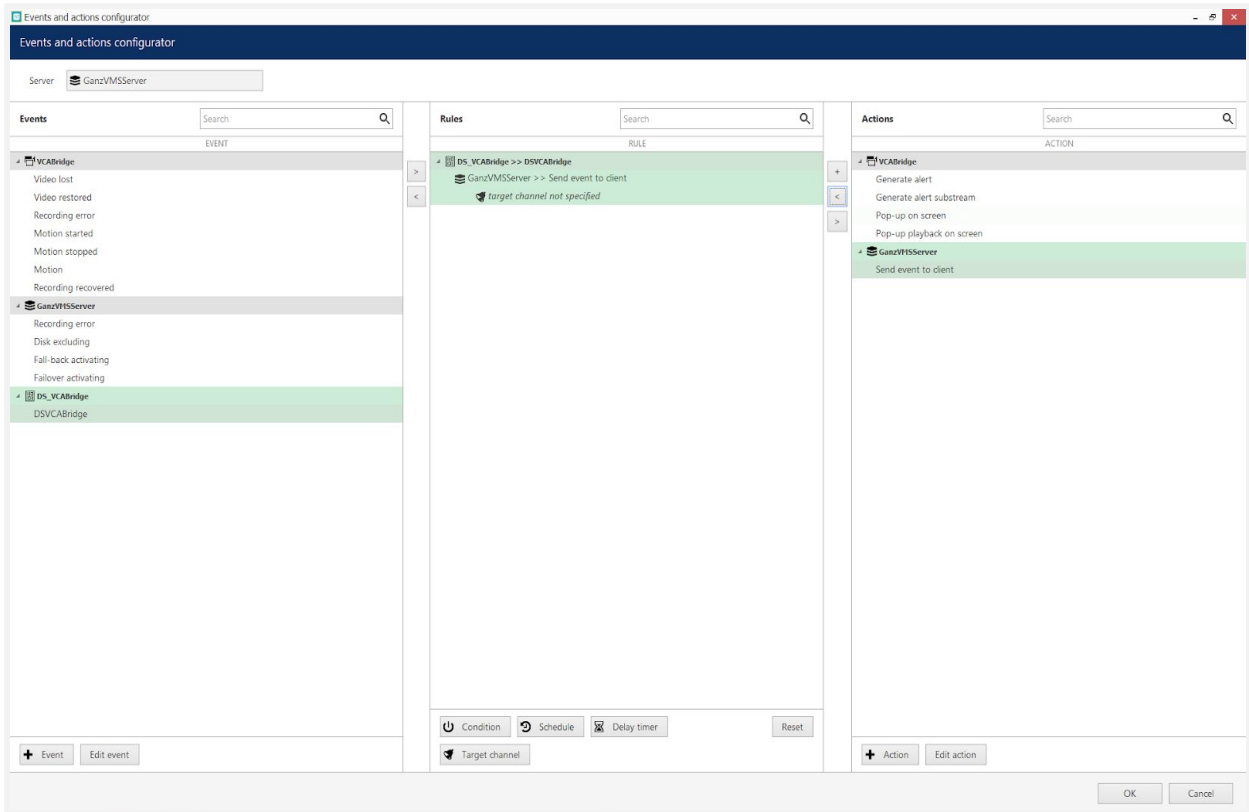 Events and actions configurator
Events and actions configurator
Server GanzVMSServer
Events Search
EVENT
VCABridge
Video lost
Video restored
Recording error
Motion started
Motion stopped
Motion
Recording recovered
GanzVMSServer
Recording error
Disk excluding
Fall-back activating
Failover activating
DS_VCABridge
DSVCABridge
+ Event Edit event
>
<
Rules Search
RULE
DS_VCABridge >> DSVCABridge
GanzVMSServer >> Send event to client
target channel not specified
Condition Schedule Delay timer Reset
Target channel
+
<
>
Actions Search
ACTION
VCABridge
Generate alert
Generate alert substream
Pop-up on screen
Pop-up playback on screen
GanzVMSServer
Send event to client
+ Action Edit action
OK Cancel